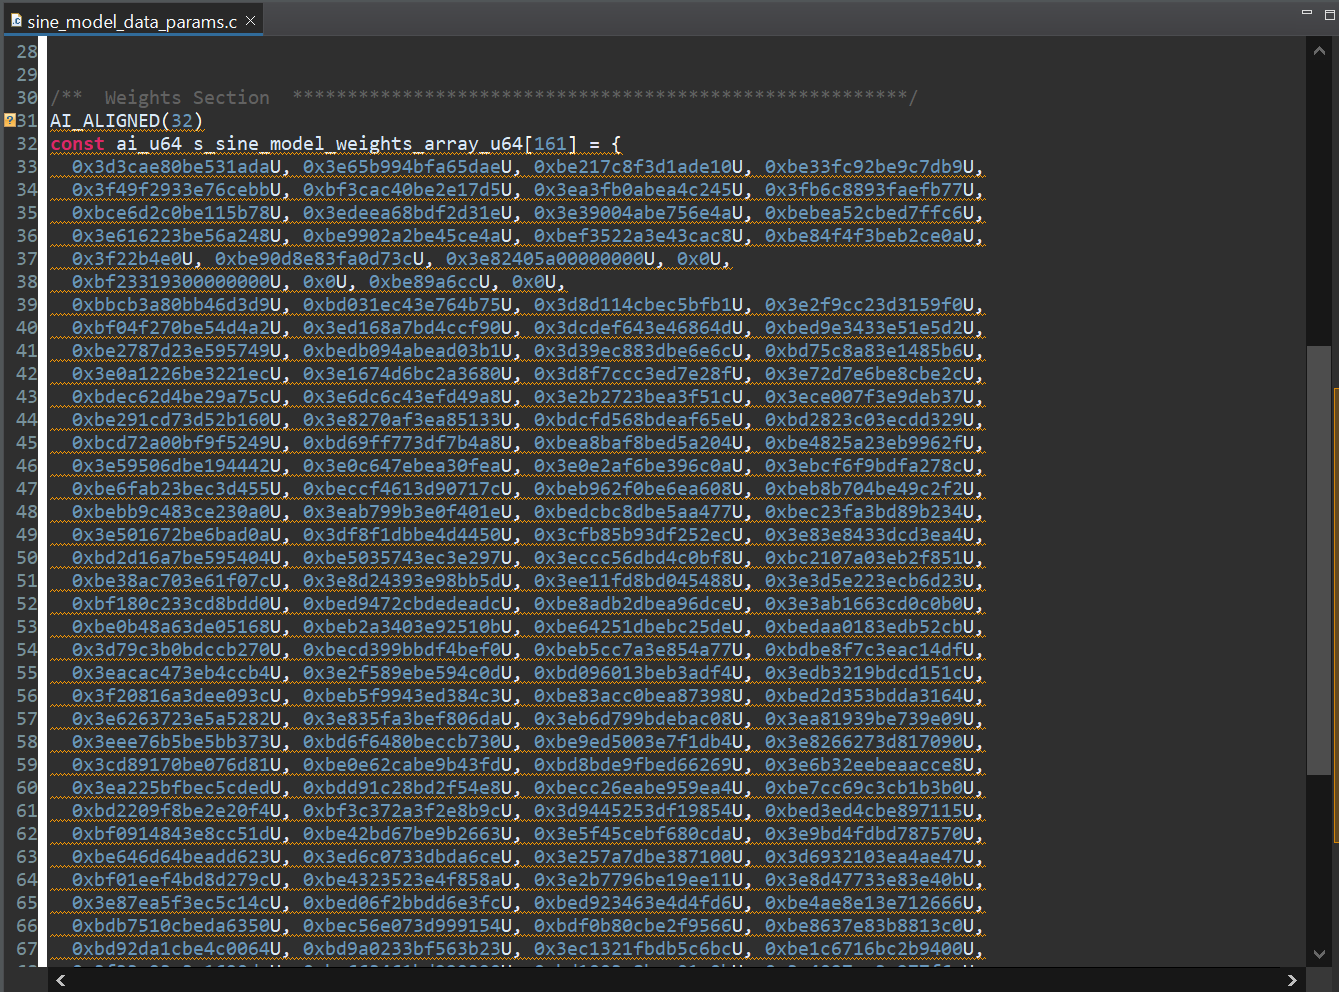 sine_model_data_params.c
28
29
30 /** Weights Section ********************************************************/
31 AI_ALIGNED(32)
32 const ai_u64 s_sine_model_weights_array_u64[161] = {
33 0x3d3cae80be531adaU, 0x3e65b994bfa65daeU, 0xbe217c8f3d1ade10U, 0xbe33fc92be9c7db9U,
34 0x3f49f2933e76cebbU, 0xbf3cac40be2e17d5U, 0x3ea3fb0abea4c245U, 0x3fb6c8893faefb77U,
35 0xbce6d2c0be115b78U, 0x3edeea68bdf2d31eU, 0x3e39004abe756e4aU, 0xbebea52cbed7ffc6U,
36 0x3e616223be56a248U, 0xbe9902a2be45ce4aU, 0xbef3522a3e43cac8U, 0xbe84f4f3beb2ce0aU,
37 0x3f22b4e0U, 0xbe90d8e83fa0d73cU, 0x3e82405a00000000U, 0x0U,
38 0xbf23319300000000U, 0x0U, 0xbe89a6ccU, 0x0U,
39 0xbbcb3a80bb46d3d9U, 0xbd031ec43e764b75U, 0x3d8d114cbec5bfb1U, 0x3e2f9cc23d3159f0U,
40 0xbf04f270be54d4a2U, 0x3ed168a7bd4ccf90U, 0x3dcdef643e46864dU, 0xbed9e3433e51e5d2U,
41 0xbe2787d23e595749U, 0xbedb094abead03b1U, 0x3d39ec883dbe6e6cU, 0xbd75c8a83e1485b6U,
42 0x3e0a1226be3221ecU, 0x3e1674d6bc2a3680U, 0x3d8f7ccc3ed7e28fU, 0x3e72d7e6be8cbe2cU,
43 0xbdec62d4be29a75cU, 0x3e6dc6c43efd49a8U, 0x3e2b2723bea3f51cU, 0x3ece007f3e9deb37U,
44 0xbe291cd73d52b160U, 0x3e8270af3ea85133U, 0xbdcfd568bdeaf65eU, 0xbd2823c03ecdd329U,
45 0xbcd72a00bf9f5249U, 0xbd69ff773df7b4a8U, 0xbea8baf8bed5a204U, 0xbe4825a23eb9962fU,
46 0x3e59506dbe194442U, 0x3e0c647ebea30feaU, 0x3e0e2af6be396c0aU, 0x3ebcf6f9bdfa278cU,
47 0xbe6fab23bec3d455U, 0xbeccf4613d90717cU, 0xbeb962f0be6ea608U, 0xbeb8b704be49c2f2U,
48 0xbebb9c483ce230a0U, 0x3eab799b3e0f401eU, 0xbedcbc8dbe5aa477U, 0xbec23fa3bd89b234U,
49 0x3e501672be6bad0aU, 0x3df8f1dbbe4d4450U, 0x3cfb85b93df252ecU, 0x3e83e8433dcd3ea4U,
50 0xbd2d16a7be595404U, 0xbe5035743ec3e297U, 0x3eccc56dbd4c0bf8U, 0xbc2107a03eb2f851U,
51 0xbe38ac703e61f07cU, 0x3e8d24393e98bb5dU, 0x3ee11fd8bd045488U, 0x3e3d5e223ecb6d23U,
52 0xbf180c233cd8bdd0U, 0xbed9472cbdedeadcU, 0xbe8adb2dbea96dceU, 0x3e3ab1663cd0c0b0U,
53 0xbe0b48a63de05168U, 0xbeb2a3403e92510bU, 0xbe64251dbebc25deU, 0xbedaa0183edb52cbU,
54 0x3d79c3b0bdccb270U, 0xbecd399bbdf4bef0U, 0xbeb5cc7a3e854a77U, 0xbdbe8f7c3eac14dfU,
55 0x3eacac473eb4ccb4U, 0x3e2f589ebe594c0dU, 0xbd096013beb3adf4U, 0x3edb3219bdcd151cU,
56 0x3f20816a3dee093cU, 0xbeb5f9943ed384c3U, 0xbe83acc0bea87398U, 0xbed2d353bdda3164U,
57 0x3e6263723e5a5282U, 0x3e835fa3bef806daU, 0x3eb6d799bdebac08U, 0x3ea81939be739e09U,
58 0x3eee76b5be5bb373U, 0xbd6f6480beccb730U, 0xbe9ed5003e7f1db4U, 0x3e8266273d817090U,
59 0x3cd89170be076d81U, 0xbe0e62cabe9b43fdU, 0xbd8bde9fbed66269U, 0x3e6b32eebeaacce8U,
60 0x3ea225bfbec5cdedU, 0xbdd91c28bd2f54e8U, 0xbecc26eabe959ea4U, 0xbe7cc69c3cb1b3b0U,
61 0xbd2209f8be2e20f4U, 0xbf3c372a3f2e8b9cU, 0x3d9445253df19854U, 0xbed3ed4cbe897115U,
62 0xbf0914843e8cc51dU, 0xbe42bd67be9b2663U, 0x3e5f45cebf680cdaU, 0x3e9bd4fdbd787570U,
63 0xbe646d64beadd623U, 0x3ed6c0733dbda6ceU, 0x3e257a7dbe387100U, 0x3d6932103ea4ae47U,
64 0xbf01eef4bd8d279cU, 0xbe4323523e4f858aU, 0x3e2b7796be19ee11U, 0x3e8d47733e83e40bU,
65 0x3e87ea5f3ec5c14cU, 0xbed06f2bbdd6e3fcU, 0xbed923463e4d4fd6U, 0xbe4ae8e13e712666U,
66 0xbdb7510cbeda6350U, 0xbec56e073d999154U, 0xbdf0b80cbe2f9566U, 0xbe8637e83b8813c0U,
67 0xbd92da1cbe4c0064U, 0xbd9a0233bf563b23U, 0x3ec1321fbdb5c6bcU, 0xbe1c6716bc2b9400U,